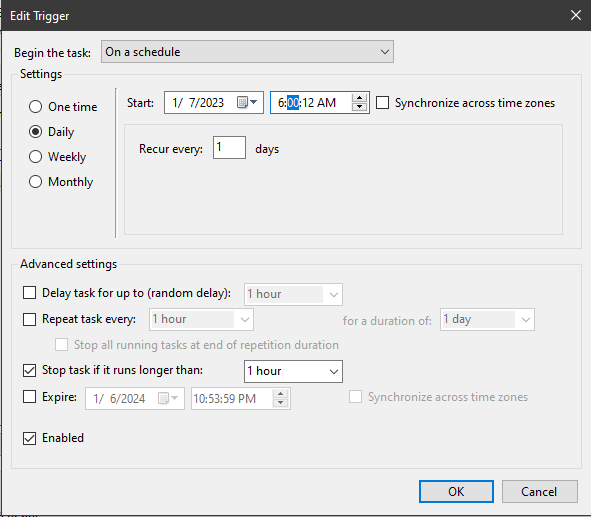 Edit Trigger
Begin the task: On a schedule
Settings
One time
Start: 1/ 7/2023 6:00:12 AM Synchronize across time zones
Daily
Recur every: 1 days
Weekly
Monthly
Advanced settings
Delay task for up to (random delay): 1 hour
Repeat task every: 1 hour for a duration of: 1 day
Stop all running tasks at end of repetition duration
Stop task if it runs longer than: 1 hour
Expire: 1/ 6/2024 10:53:59 PM Synchronize across time zones
Enabled
OK Cancel